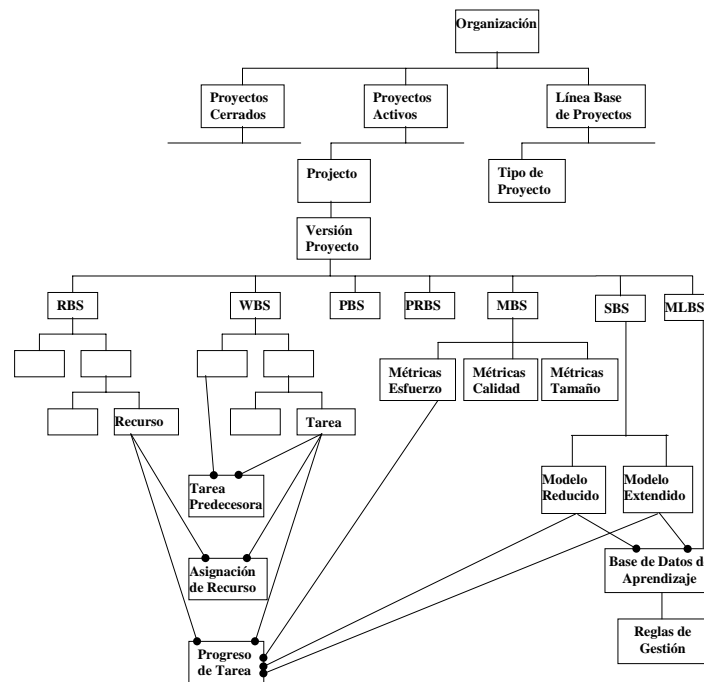 Organización
Proyectos
Cerrados
Proyectos
Activos
Línea Base
de Proyectos
Projecto
Tipo de
Proyecto
Versión
Proyecto
RBS
WBS
PBS
PRBS
MBS
SBS
MLBS
Métricas
Esfuerzo
Métricas
Calidad
Métricas
Tamaño
Recurso
Tarea
Tarea
Predecesora
Modelo
Reducido
Modelo
Extendido
Asignación
de Recurso
Base de Datos d
Aprendizaje
Reglas de
Gestión
Progreso
de Tarea